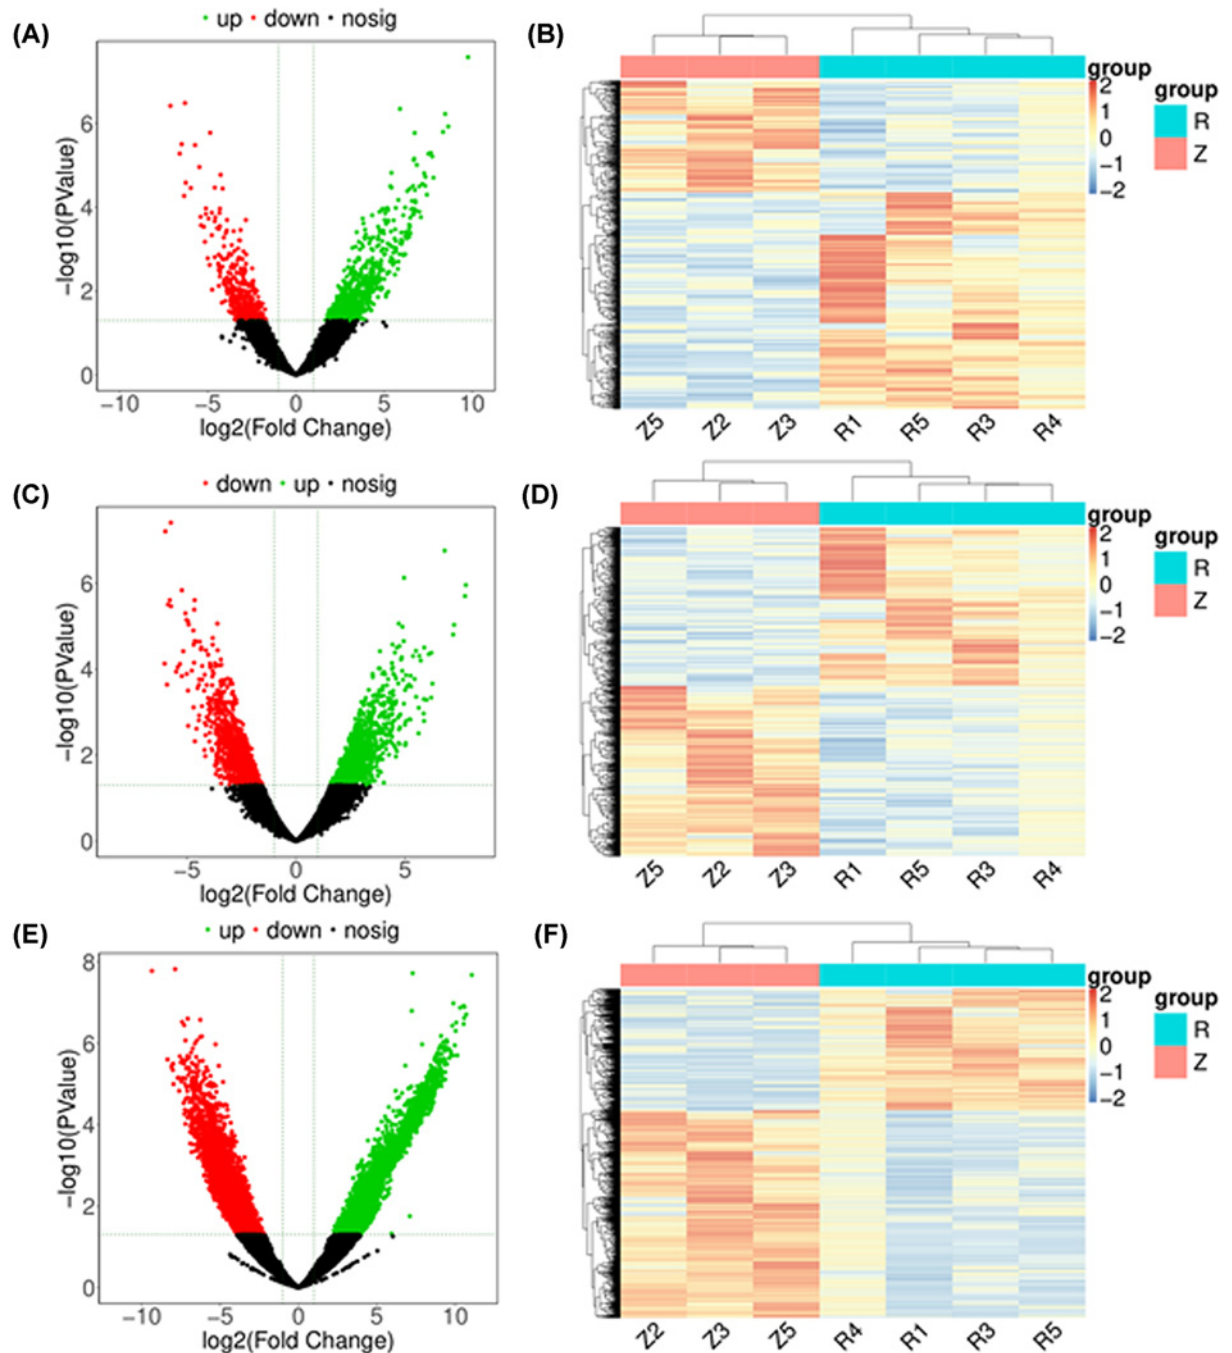 (A)
• up • down • nosig
6
4
2
0
−log10(PValue)
−10 −5 0 5 10
log2(Fold Change)
(B)
group
2
1
0
−1
−2
group
R
Z
Z5 Z2 Z3 R1 R5 R3 R4
(C)
• down • up • nosig
6
4
2
0
−log10(PValue)
−5 0 5
log2(Fold Change)
(D)
group
2
1
0
−1
−2
group
R
Z
Z5 Z2 Z3 R1 R5 R3 R4
(E)
• up • down • nosig
8
6
4
2
0
−log10(PValue)
−10 −5 0 5 10
log2(Fold Change)
(F)
group
2
1
0
−1
−2
group
R
Z
Z2 Z3 Z5 R4 R1 R3 R5